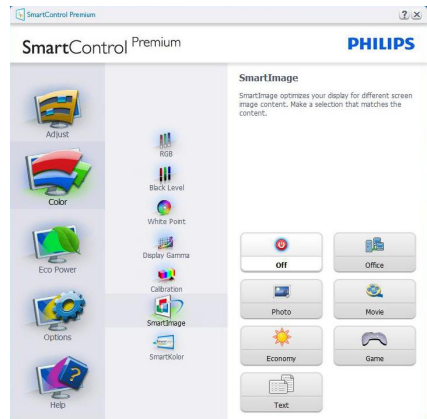 SmartControl Premium
SmartControl Premium
PHILIPS
Adjust
Color
Eco Power
Options
Help
RGB
Black Level
White Point
Display Gamma
Calibration
SmartImage
SmartKolor
SmartImage
SmartImage optimizes your display for different screen
image content. Make a selection that matches the
content.
Off
Office
Photo
Movie
Economy
Game
Text